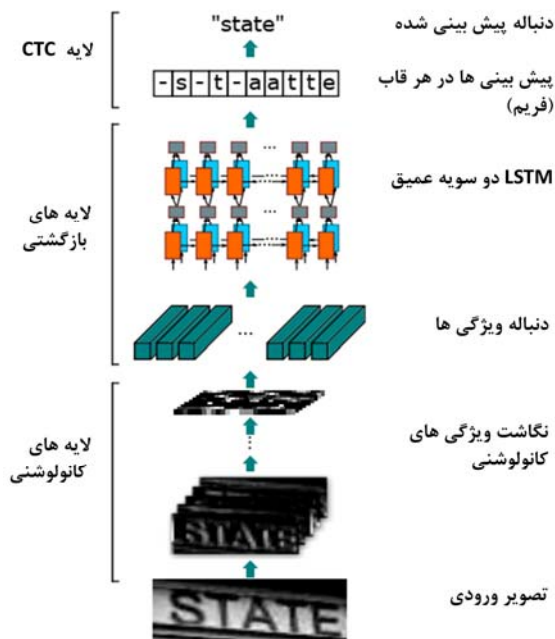 دنباله پیش بینی شده
"state"
لایه CTC
پیش بینی ها در هر قاب
(فریم)
-s-t-aatte
LSTM دو سویه عمیق
...
...
لایه های
بازگشتی
دنباله ویژگی ها
...
نگاشت ویژگی های
کانولوشنی
لایه های
کانولوشنی
STATE
تصویر ورودی
STATE